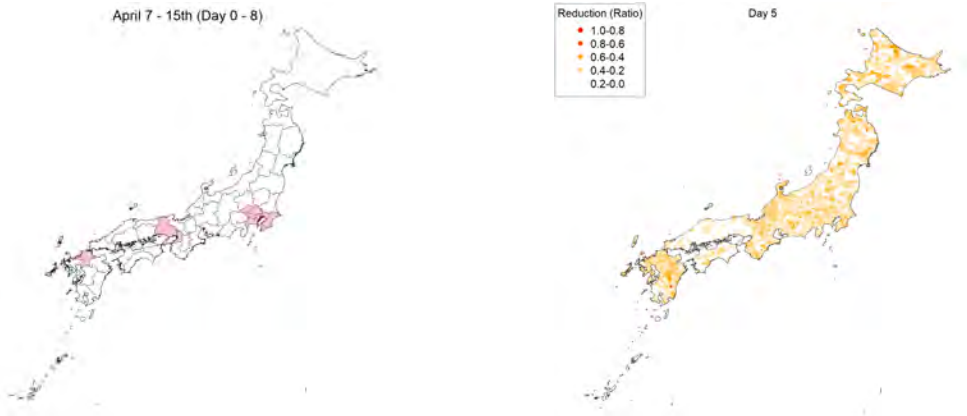 April 7 - 15th (Day 0 - 8)
Reduction (Ratio)
1.0-0.8
0.8-0.6
0.6-0.4
0.4-0.2
0.2-0.0
Day 5